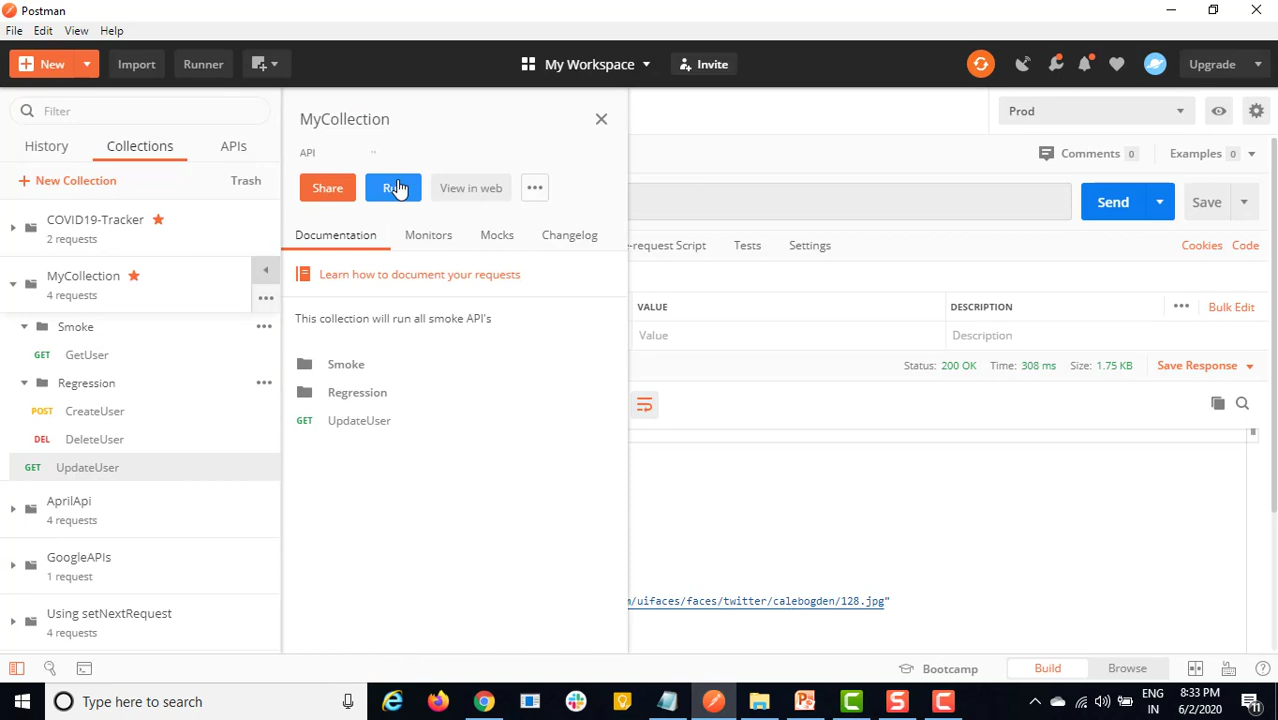 Postman
File Edit View Help
New Import Runner My Workspace Invite Upgrade
Filter
History Collections APIs
New Collection Trash
COVID19-Tracker
2 requests
MyCollection
4 requests
Smoke
GET GetUser
Regression
POST CreateUser
DEL DeleteUser
GET UpdateUser
AprilApi
4 requests
GoogleAPIs
1 request
Using setNextRequest
4 requests
MyCollection
API
Share View in web
Documentation Monitors Mocks Changelog
Learn how to document your requests
This collection will run all smoke API's
Smoke
Regression
GET UpdateUser
Prod
Comments 0 Examples 0
Send Save
-request Script Tests Settings Cookies Code
VALUE DESCRIPTION Bulk Edit
Value Description
Status: 200 OK Time: 308 ms Size: 1.75 KB Save Response
m/uifaces/faces/twitter/calebogden/128.jpg"
Bootcamp Build Browse
Type here to search
ENG
IN
8:33 PM
6/2/2020
11